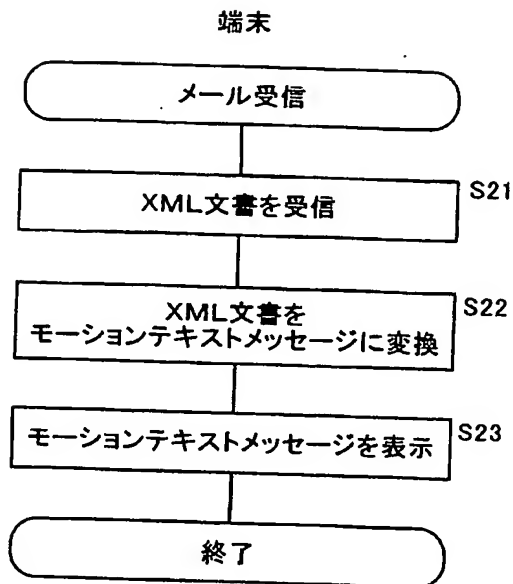 端末
メール受信
XML文書を受信 S21
XML文書を S22
モーションテキストメッセージに変換
モーションテキストメッセージを表示 S23
終了